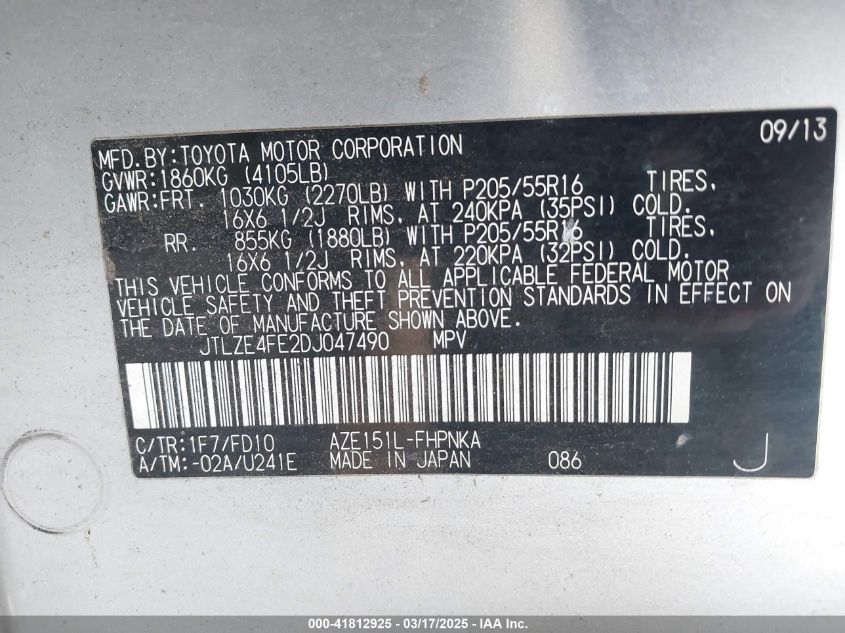 09/13
MFD.BY:TOYOTA MOTOR CORPORATION
GVWR:1860KG (4105LB)
GAWR:FRT. 1030KG (2270LB) WITH P205/55R16 TIRES,
16X6 1/2J RIMS, AT 240KPA (35PSI) COLD.
RR. 855KG (1880LB) WITH P205/55R16 TIRES,
16X6 1/2J RIMS, AT 220KPA (32PSI) COLD.
THIS VEHICLE CONFORMS TO ALL APPLICABLE FEDERAL MOTOR
VEHICLE SAFETY AND THEFT PREVENTION STANDARDS IN EFFECT ON
THE DATE OF MANUFACTURE SHOWN ABOVE.
JTLZE4FE2DJ047490 MPV
C/TR:1F7/FD10 AZE151L-FHPNKA
A/TM:-02A/U241E MADE IN JAPAN 086 J
000-41812925 - 03/17/2025 - IAAI Inc.